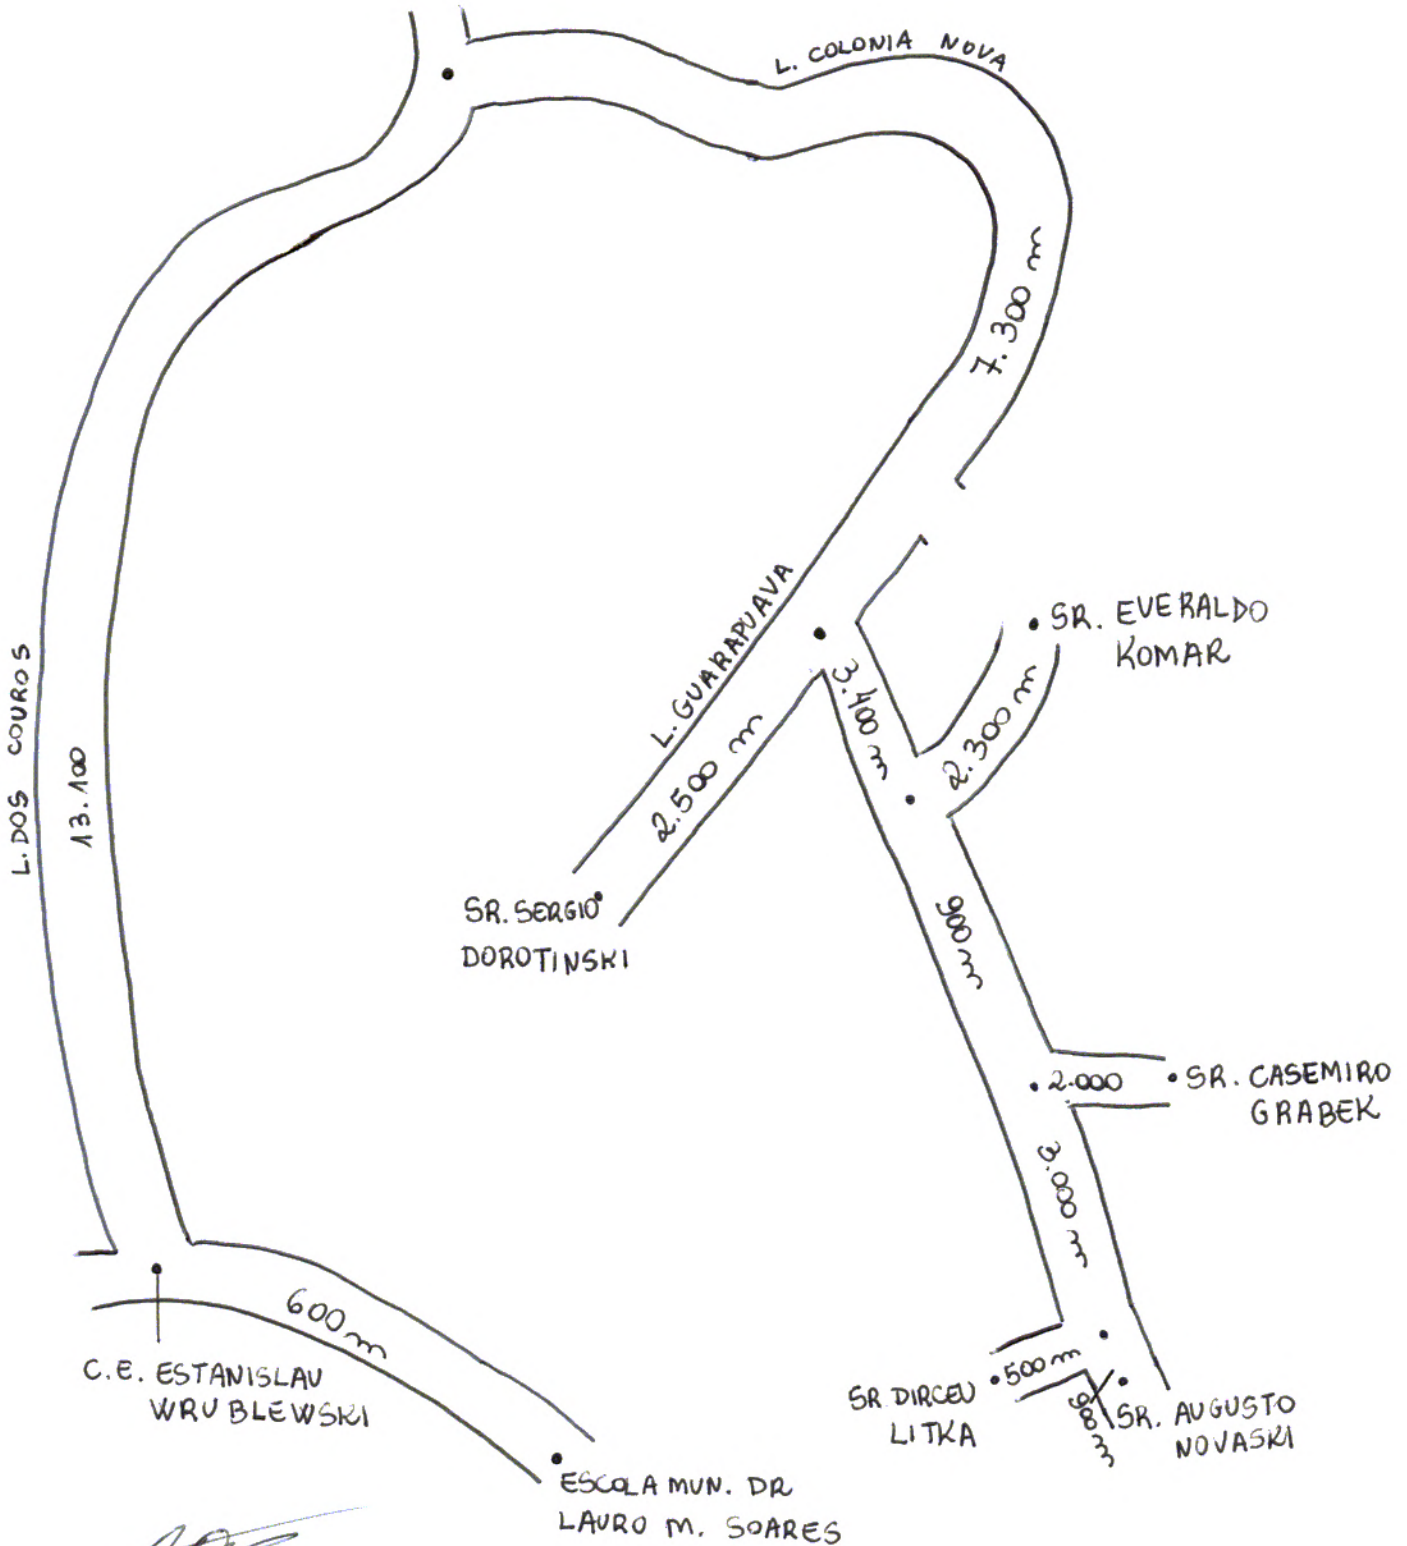 L. COLONIA NOVA
7.300 m
L. GUARAPUAVA
SR. EVERALDO
KOMAR
3.400 m
2.300 m
L. DOS COUROS
13.100
2.500 m
SR. SERGIO
DOROTINSKI
900 m
2.000
SR. CASEMIRO
GRABEK
3.000 m
600 m
C.E. ESTANISLAU
WRUBLEWSKI
500 m
SR DIRCEU
LITKA
SR. AUGUSTO
NOVASKI
ESCOLA MUN. DR
LAURO M. SOARES